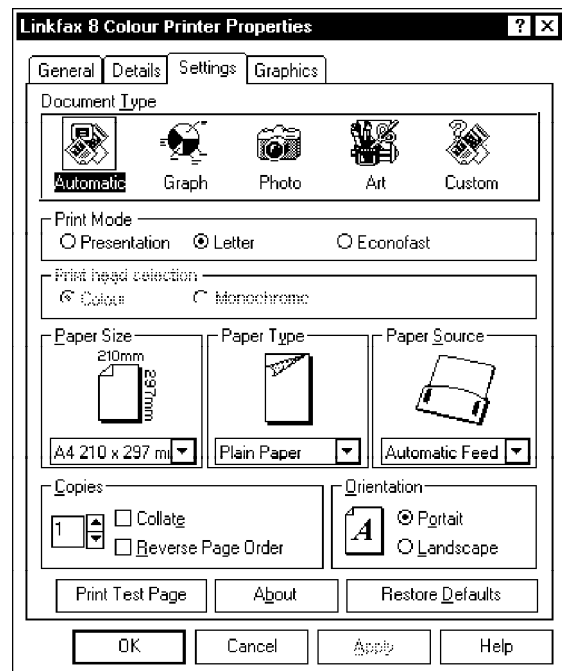 Linkfax 8 Colour Printer Properties ? X
General Details Settings Graphics
Document Type
Automatic Graph Photo Art Custom
Print Mode
Presentation Letter Econofast
Print head selection
Colour Monochrome
Paper Size Paper Type Paper Source
210mm
297mm
A4 210 x 297 m Plain Paper Automatic Feed
Copies Orientation
1 Collate A Portait
Reverse Page Order Landscape
Print Test Page About Restore Defaults
OK Cancel Apply Help